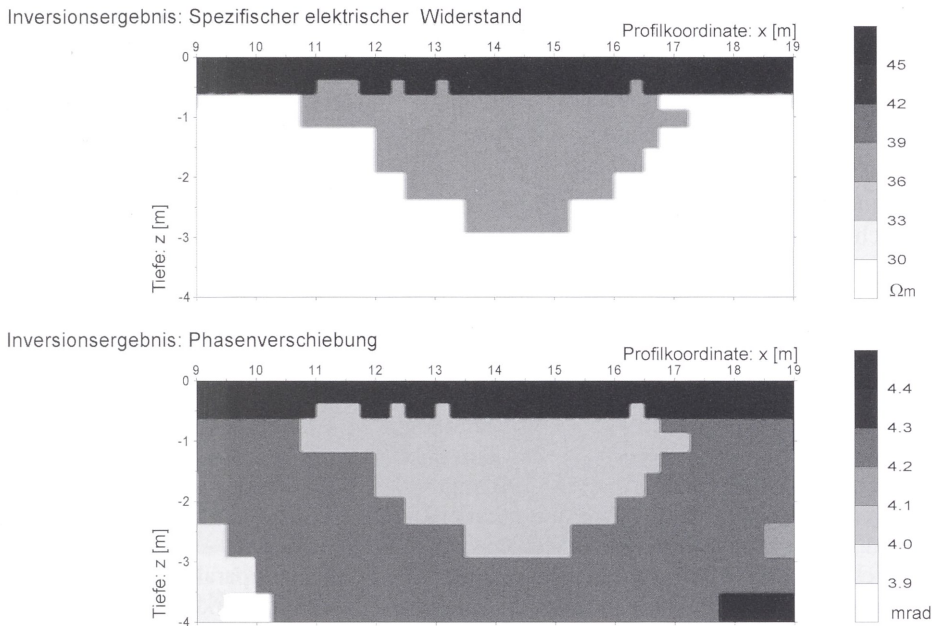 Inversionsergebnis: Spezifischer elektrischer Widerstand
Profilkoordinate: x [m]
9 10 11 12 13 14 15 16 17 18 19
0
-1
-2
-3
-4
Tiefe: z [m]
45
42
39
36
33
30
Ωm
Inversionsergebnis: Phasenverschiebung
Profilkoordinate: x [m]
9 10 11 12 13 14 15 16 17 18 19
0
-1
-2
-3
-4
Tiefe: z [m]
4.4
4.3
4.2
4.1
4.0
3.9
mrad